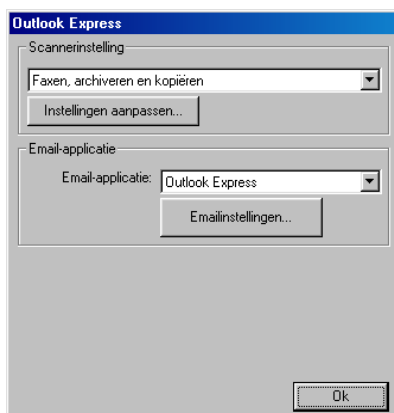 Outlook Express
Scannerinstelling
Faxen, archiveren en kopiëren
Instellingen aanpassen...
Email-applicatie
Email-applicatie: Outlook Express
Emailinstellingen...
Ok